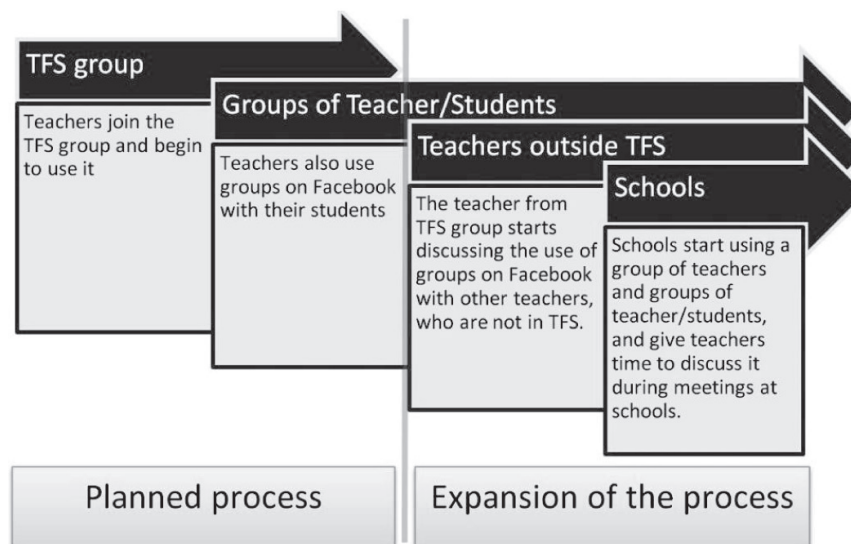 TFS group
Teachers join the
TFS group and begin
to use it
Groups of Teacher/Students
Teachers also use
groups on Facebook
with their students
Teachers outside TFS
The teacher from
TFS group starts
discussing the use of
groups on Facebook
with other teachers,
who are not in TFS.
Schools
Schools start using a
group of teachers
and groups of
teacher/students,
and give teachers
time to discuss it
during meetings at
schools.
Planned process
Expansion of the process